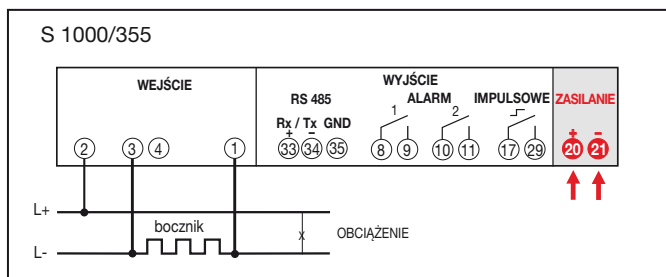 S 1000/355
WEJŚCIE
WYJŚCIE
RS 485
ALARM
IMPULSOWE
ZASILANIE
Rx / Tx GND
1
2
+
−
+
−
2
3
4
1
33
34
35
8
9
10
11
17
29
20
21
L+
bocznik
x
OBCIĄŻENIE
L-